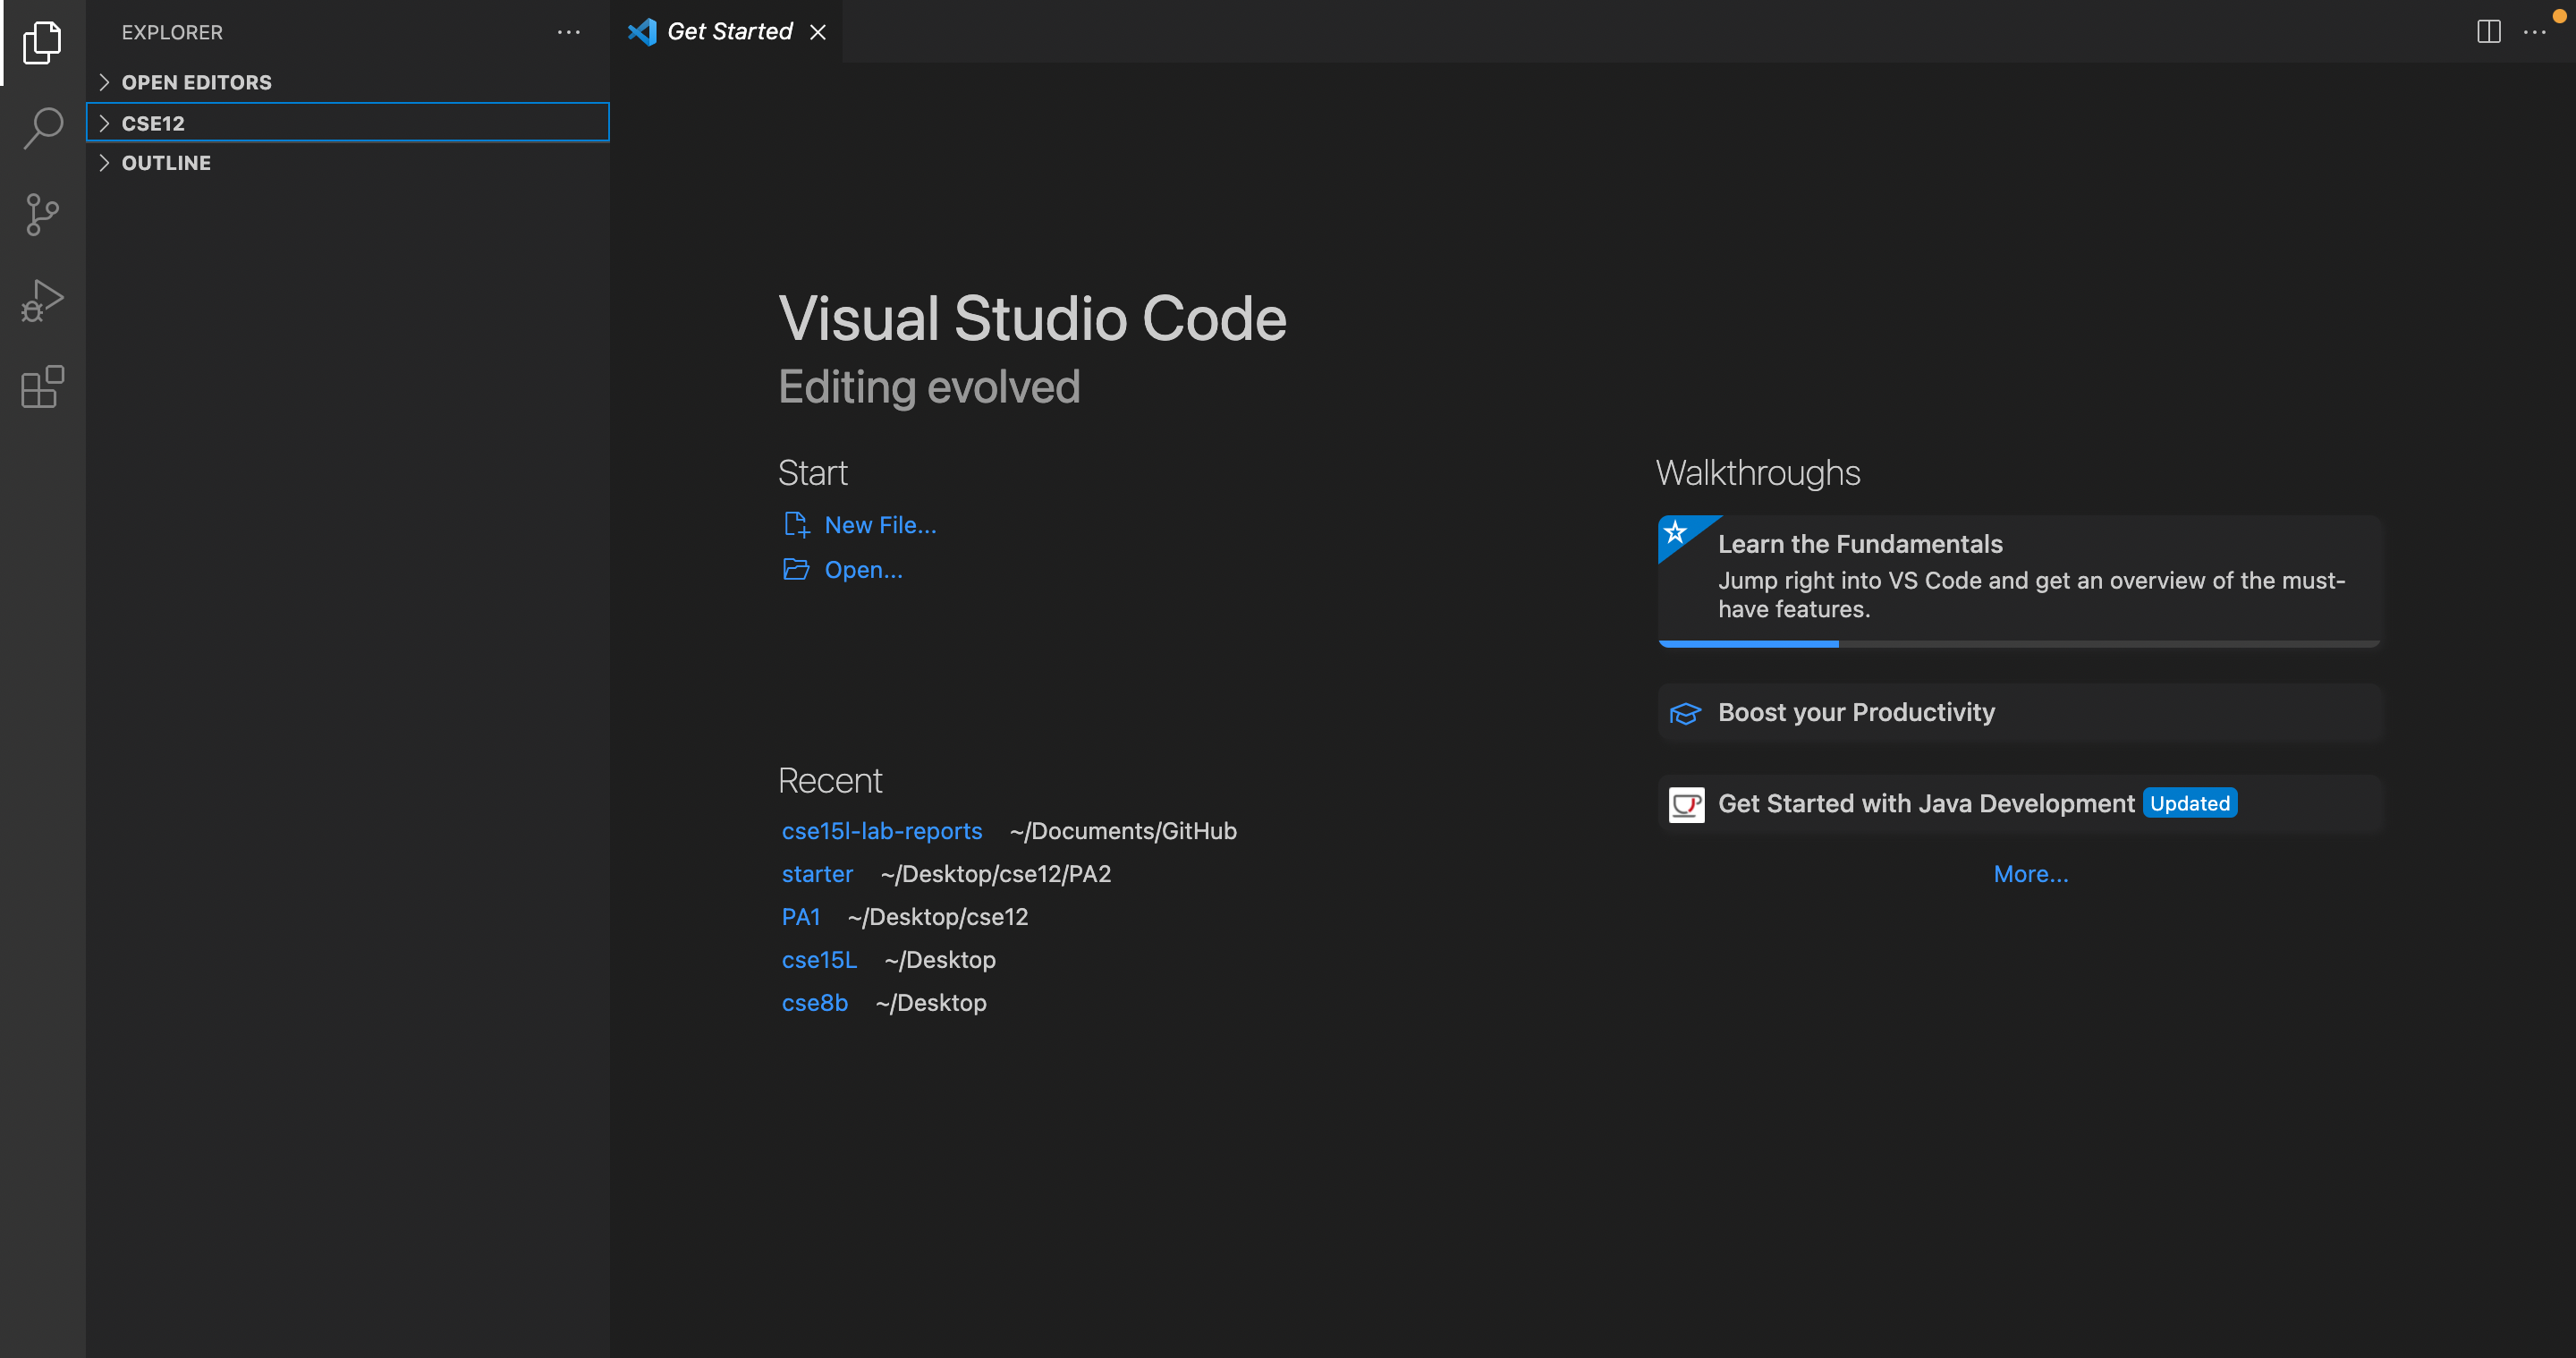 EXPLORER
OPEN EDITORS
CSE12
OUTLINE
Get Started
Visual Studio Code
Editing evolved
Start
New File...
Open...
Recent
cse15l-lab-reports ~/Documents/GitHub
starter ~/Desktop/cse12/PA2
PA1 ~/Desktop/cse12
cse15L ~/Desktop
cse8b ~/Desktop
Walkthroughs
Learn the Fundamentals
Jump right into VS Code and get an overview of the must-
have features.
Boost your Productivity
Get Started with Java Development Updated
More...